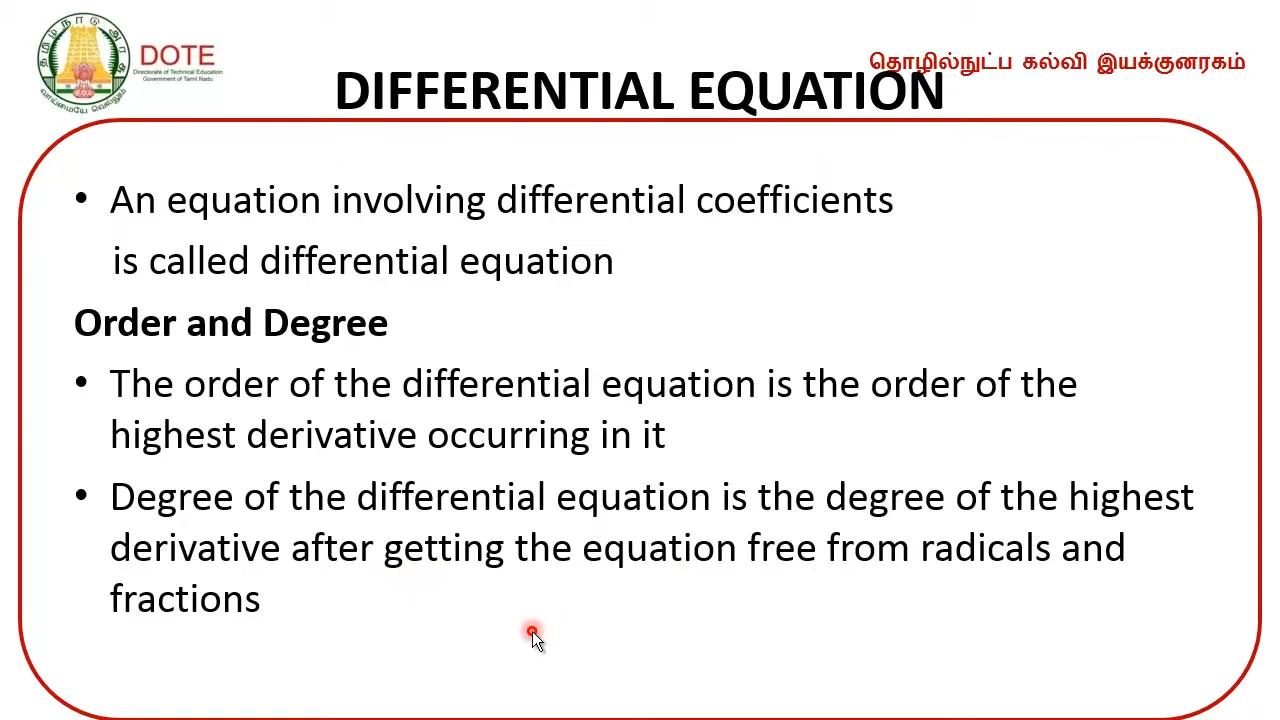 DOTE
Directorate of Technical Education
Government of Tamil Nadu
தொழில்நுட்ப கல்வி இயக்குனரகம்
DIFFERENTIAL EQUATION
• An equation involving differential coefficients
is called differential equation
Order and Degree
• The order of the differential equation is the order of the
highest derivative occurring in it
• Degree of the differential equation is the degree of the highest
derivative after getting the equation free from radicals and
fractions